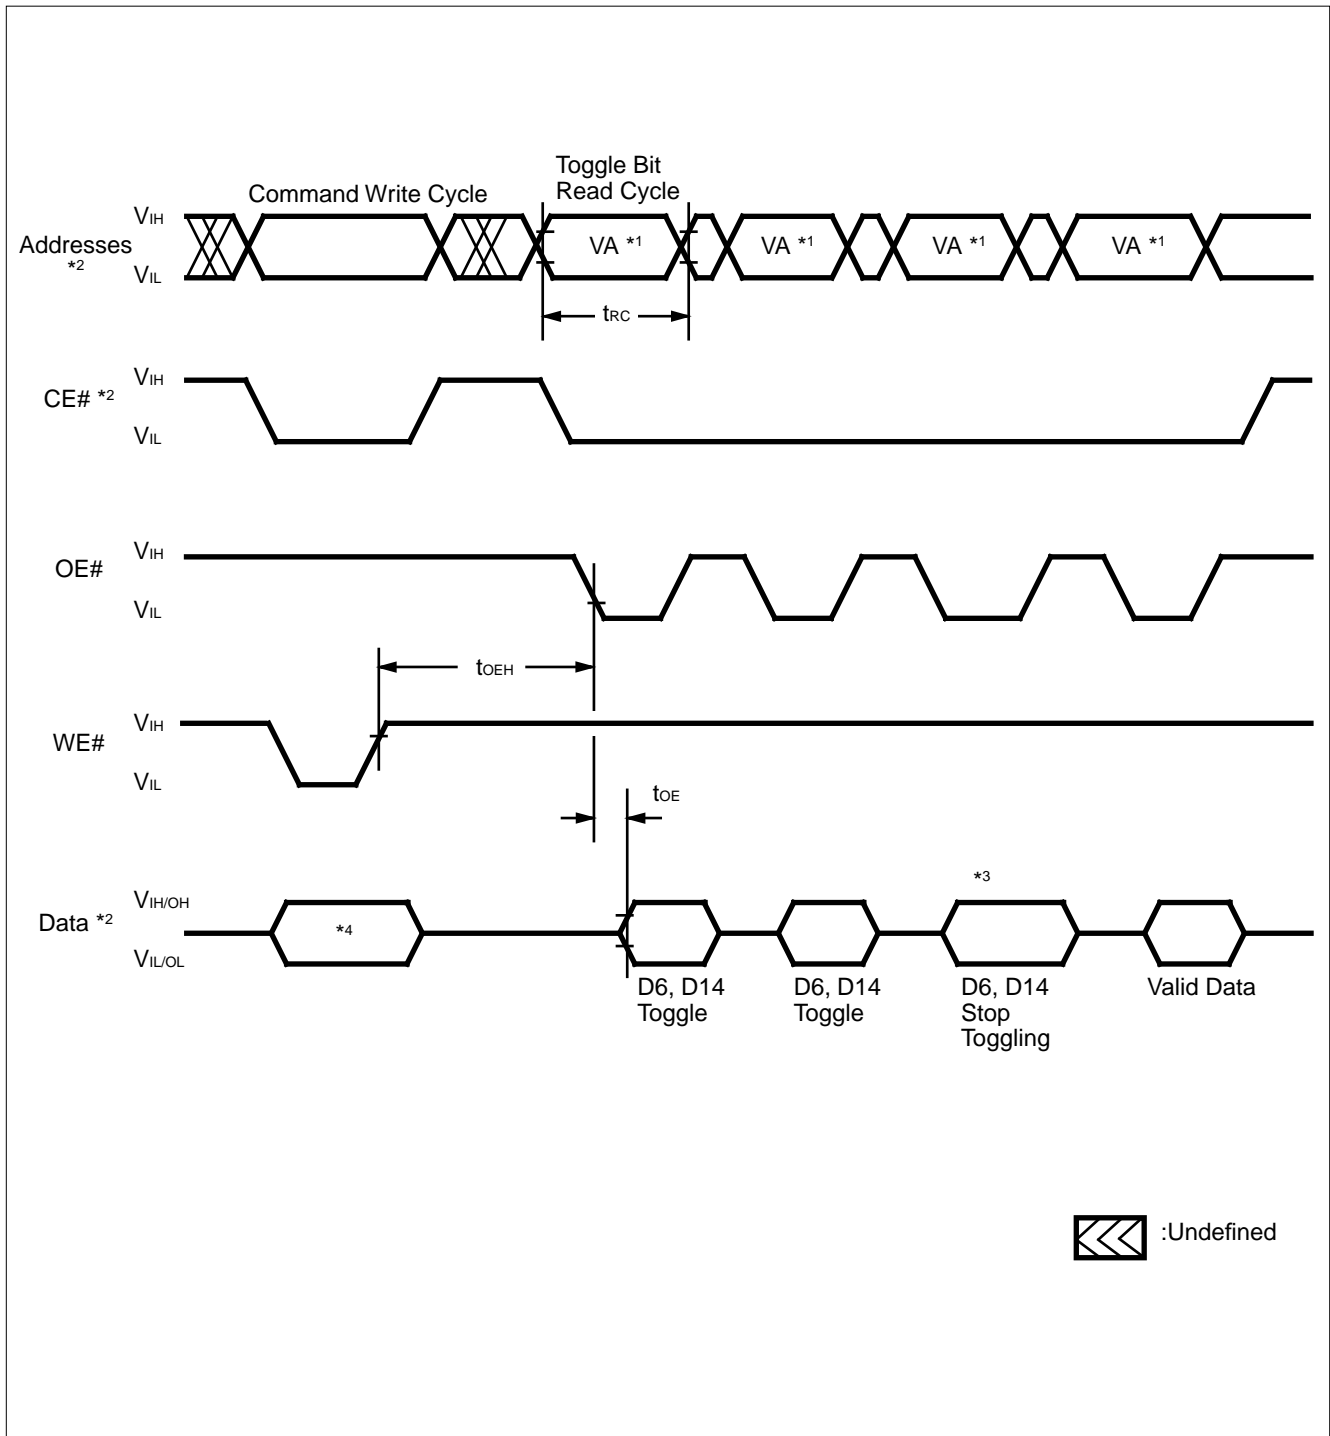 Command Write Cycle
Toggle Bit
Read Cycle
Addresses
*2
VIH
VIL
VA *1
VA *1
VA *1
VA *1
tRC
CE# *2
VIH
VIL
OE#
VIH
VIL
tOEH
WE#
VIH
VIL
tOE
Data *2
VIH/OH
VIL/OL
*4
*3
D6, D14
Toggle
D6, D14
Toggle
D6, D14
Stop
Toggling
Valid Data
:Undefined